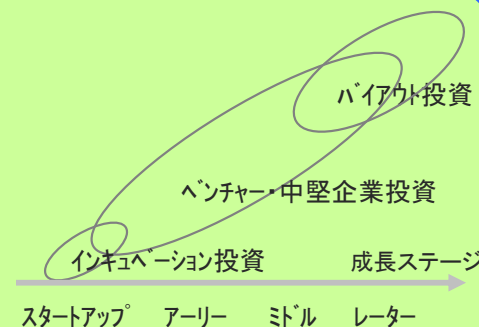 ﾊﾞｲｱｳﾄ投資
ﾍﾞﾝﾁｬｰ・中堅企業投資
ｲﾝｷｭﾍﾞｰｼｮﾝ投資 成長ステージ
ｽﾀｰﾄｱｯﾌﾟ ｱｰﾘｰ ﾐﾄﾞﾙ ﾚｰﾀｰ